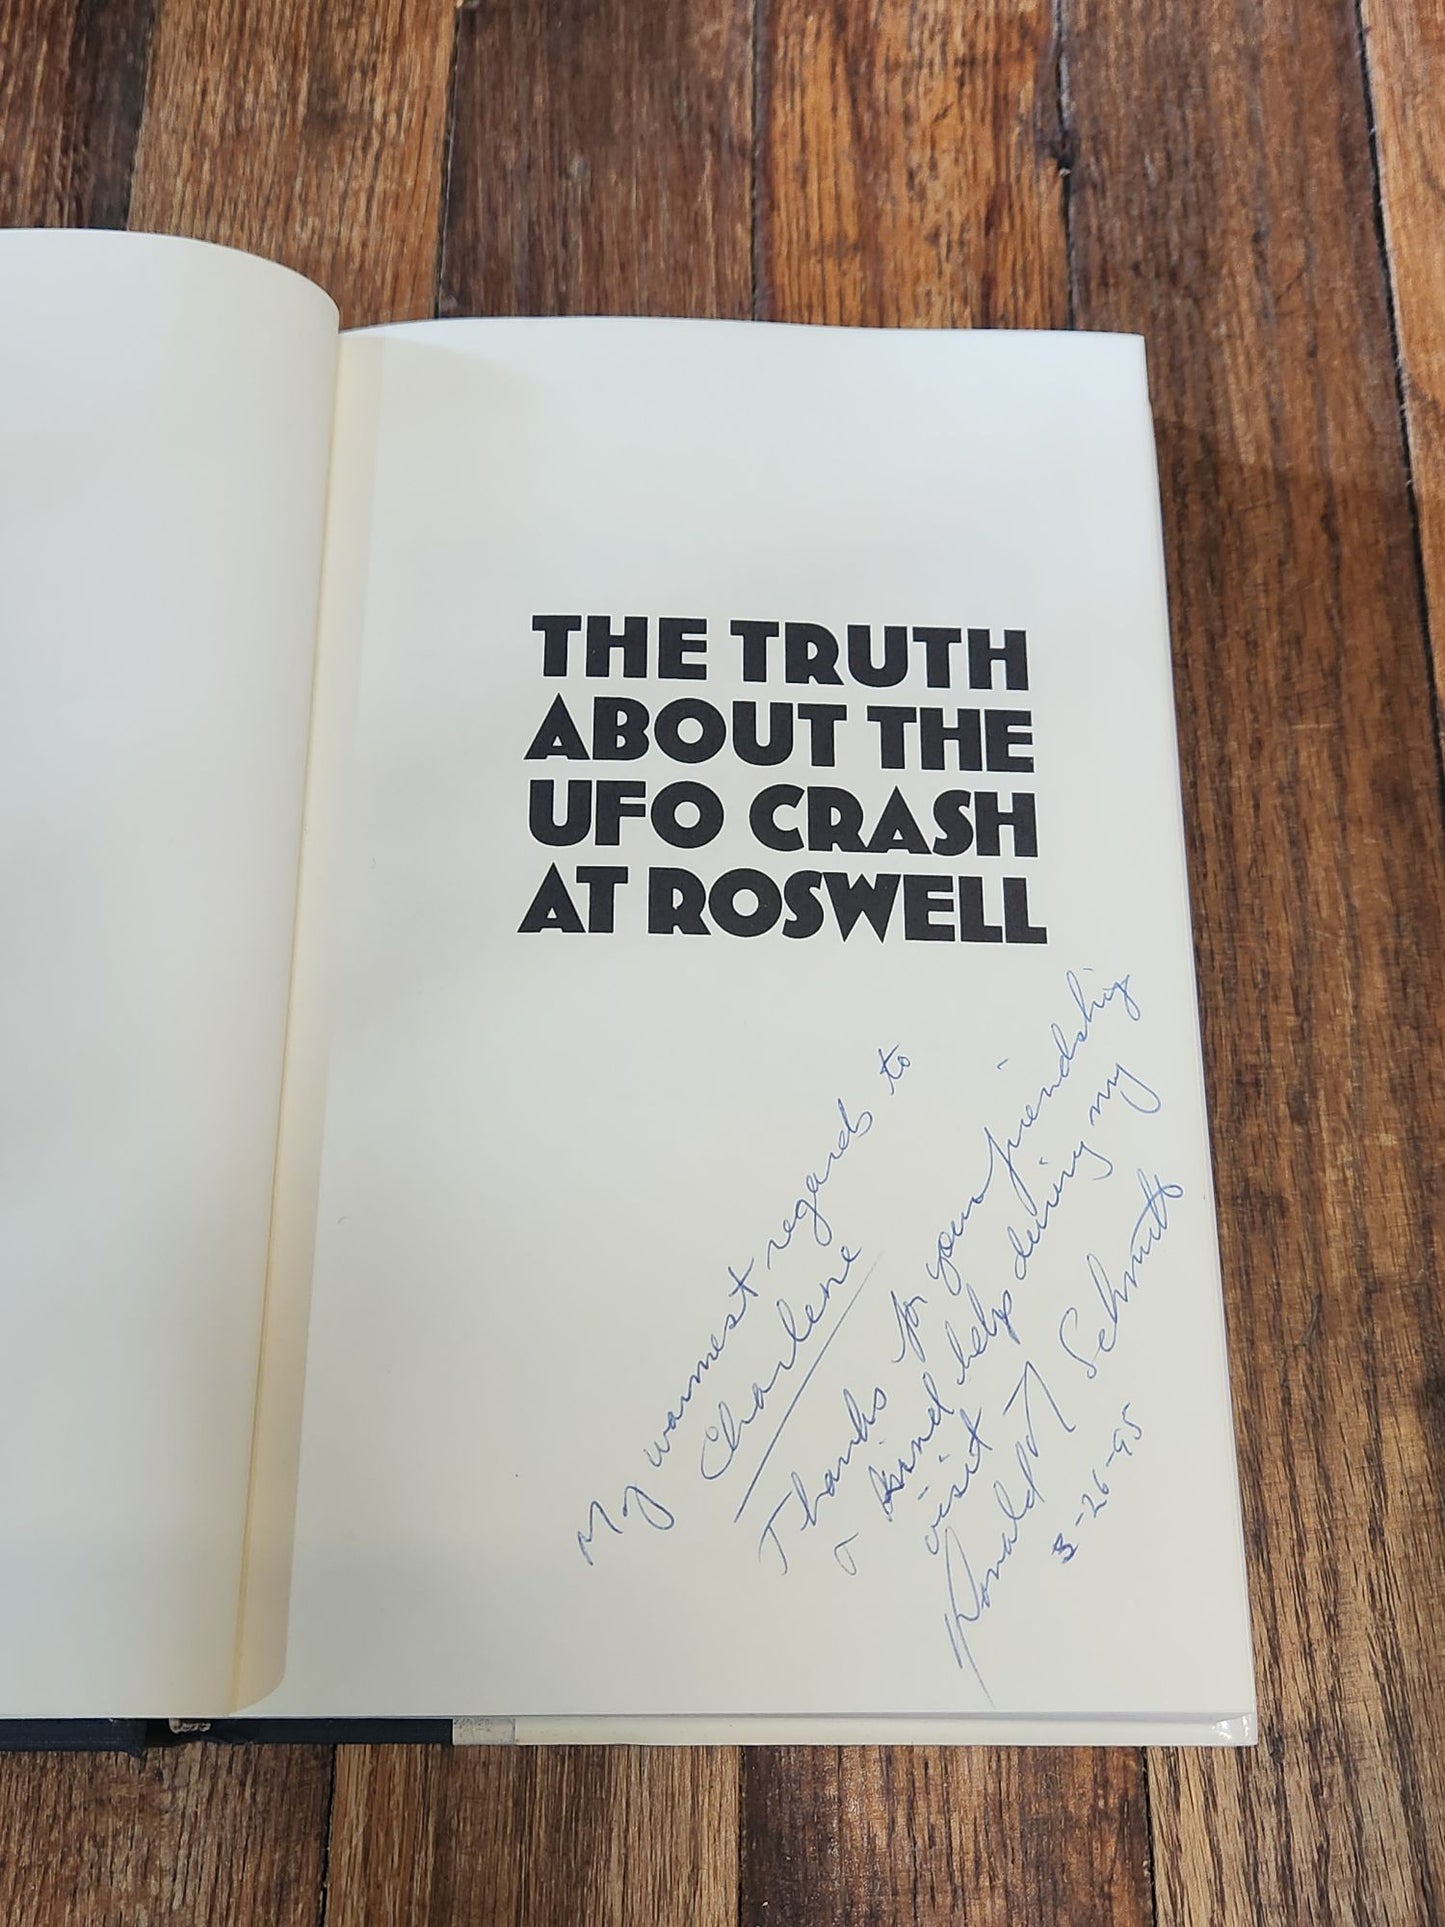 THE TRUTH
ABOUT THE
UFO CRASH
AT ROSWELL
My warmest regards to
Charlene
Thanks for your friendship
& kind help during my
visit
Donald Schmitt
3-26-95